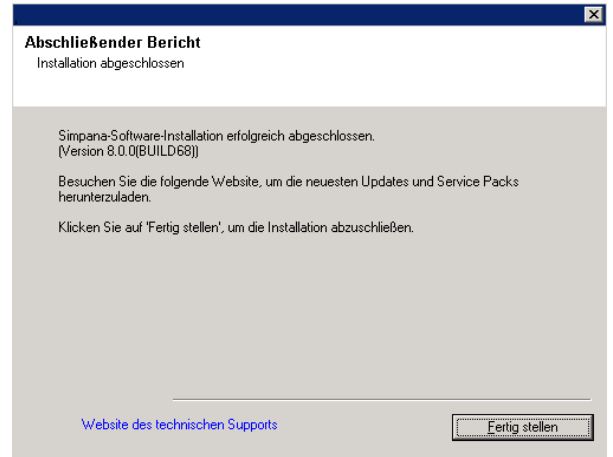 Abschließender Bericht
Installation abgeschlossen
Simpana-Software-Installation erfolgreich abgeschlossen.
(Version 8.0.0(BUILD68))
Besuchen Sie die folgende Website, um die neuesten Updates und Service Packs
herunterzuladen.
Klicken Sie auf 'Fertig stellen', um die Installation abzuschließen.
Website des technischen Supports
Fertig stellen